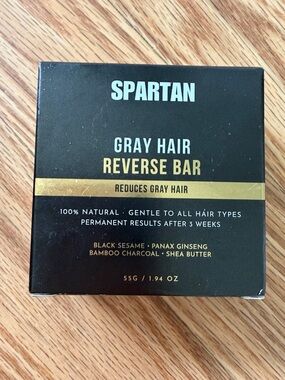 SPARTAN
GRAY HAIR
REVERSE BAR
REDUCES GRAY HAIR
100% NATURAL · GENTLE TO ALL HAIR TYPES
PERMANENT RESULTS AFTER 3 WEEKS
BLACK SESAME · PANAX GINSENG
BAMBOO CHARCOAL · SHEA BUTTER
55G / 1.94 OZ